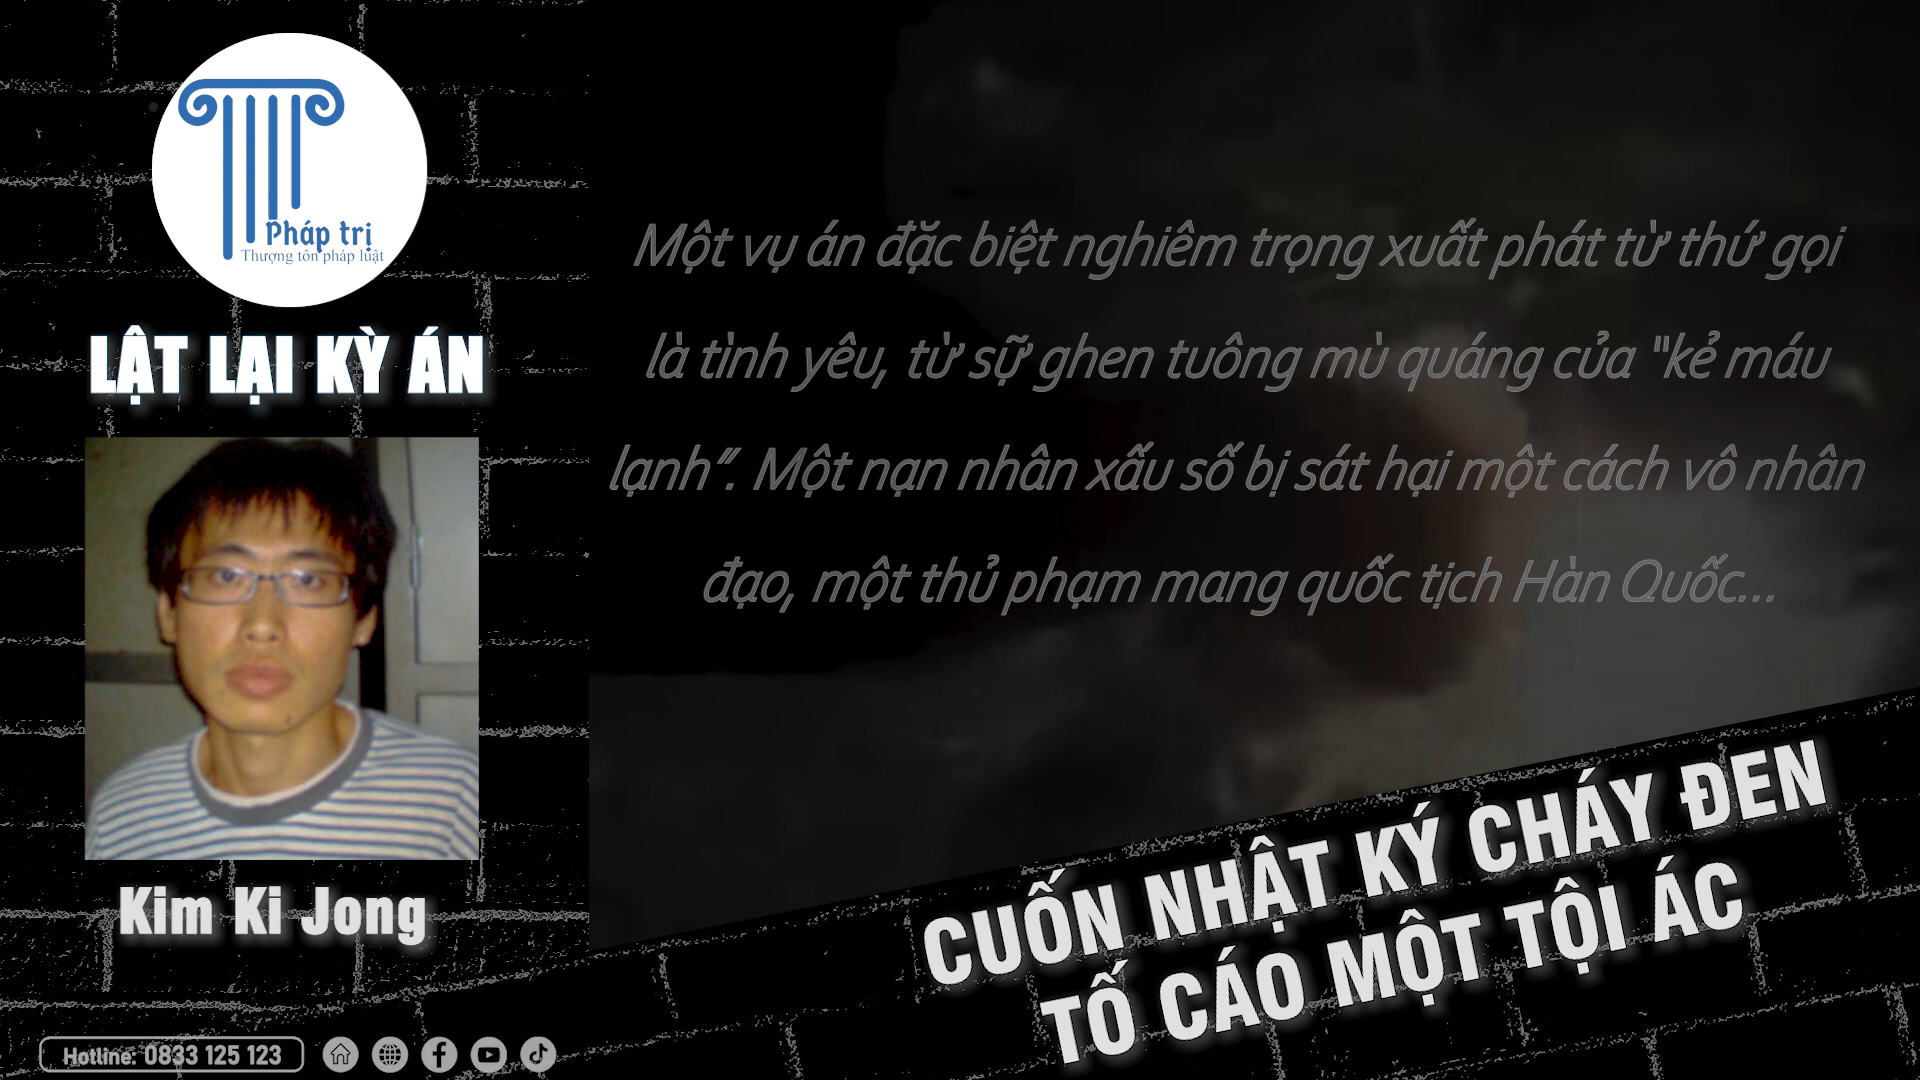 Pháp trị
Thượng tôn pháp luật
LẬT LẠI KỲ ÁN
Kim Ki Jong
Hotline: 0833 125 123
Một vụ án đặc biệt nghiêm trọng xuất phát từ thứ gọi
là tình yêu, từ sữ ghen tuông mù quáng của "kẻ máu
lạnh”. Một nạn nhân xấu số bị sát hại một cách vô nhân
đạo, một thủ phạm mang quốc tịch Hàn Quốc...
CUỐN NHẬT KÝ CHÁY ĐEN
TỐ CÁO MỘT TỘI ÁC